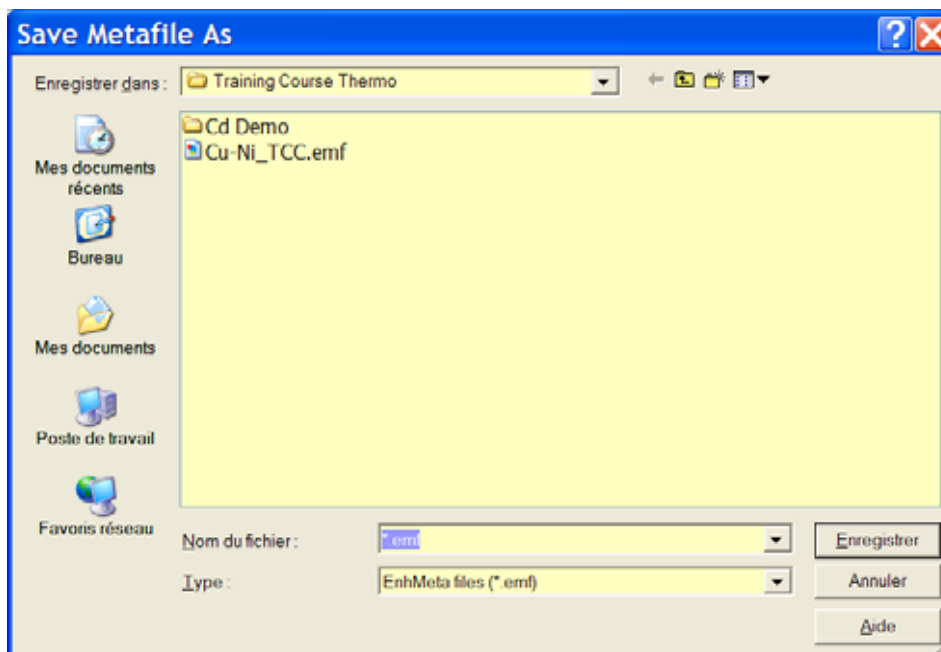 Save Metafile As
Enregistrer dans :
Training Course Thermo
Cd Demo
Cu-Ni_TCC.emf
Mes documents
récents
Bureau
Mes documents
Poste de travail
Favoris réseau
Nom du fichier :
*.emf
Enregistrer
Type :
EnhMeta files (*.emf)
Annuler
Aide